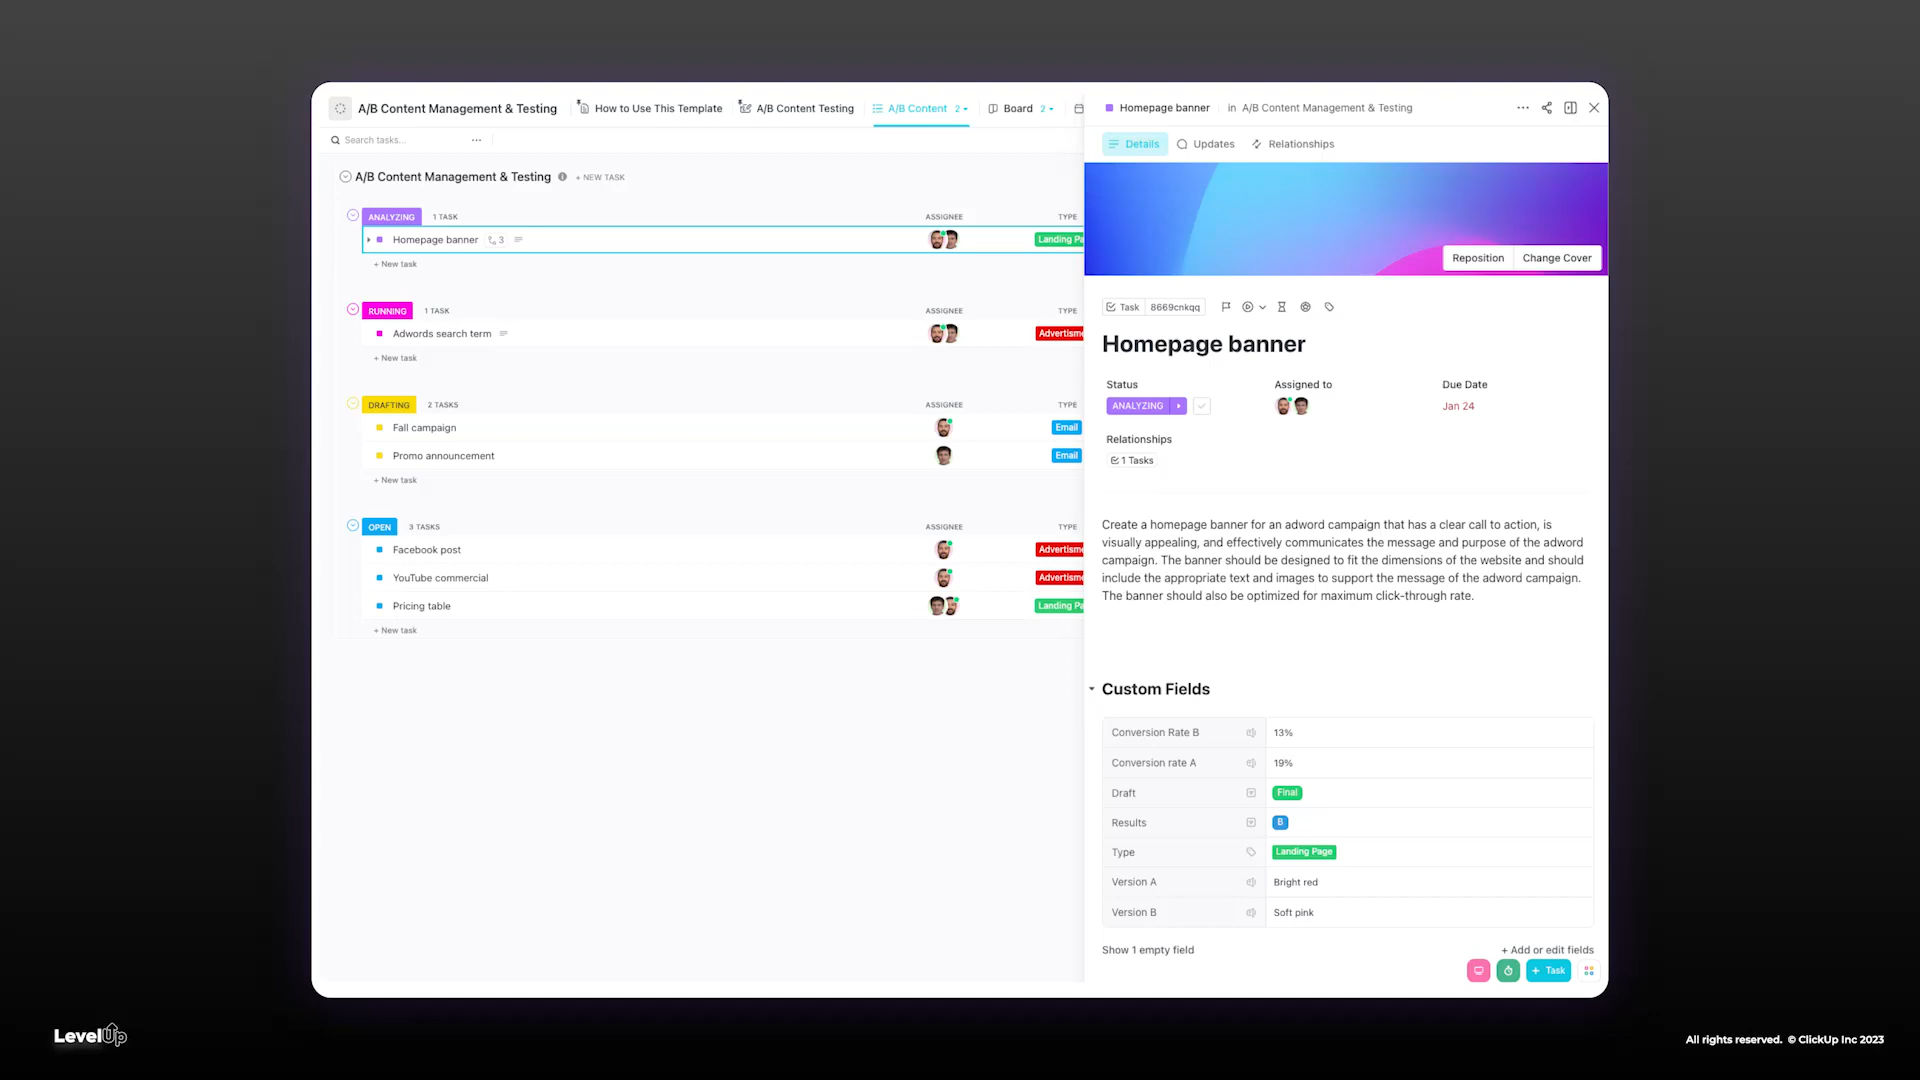 A/B Content Management & Testing
How to Use This Template
A/B Content Testing
A/B Content 2
Board 2
Search tasks...
A/B Content Management & Testing + NEW TASK
ANALYZING 1 TASK ASSIGNEE TYPE
Homepage banner 3 Landing Pa
+ New task
RUNNING 1 TASK ASSIGNEE TYPE
Adwords search term Advertisme
+ New task
DRAFTING 2 TASKS ASSIGNEE TYPE
Fall campaign Email
Promo announcement Email
+ New task
OPEN 3 TASKS ASSIGNEE TYPE
Facebook post Advertisme
YouTube commercial Advertisme
Pricing table Landing Pa
+ New task
Homepage banner in A/B Content Management & Testing
Details Updates Relationships
Reposition Change Cover
Task 8669cnkqq
Homepage banner
Status Assigned to Due Date
ANALYZING Jan 24
Relationships
1 Tasks
Create a homepage banner for an adword campaign that has a clear call to action, is
visually appealing, and effectively communicates the message and purpose of the adword
campaign. The banner should be designed to fit the dimensions of the website and should
include the appropriate text and images to support the message of the adword campaign.
The banner should also be optimized for maximum click-through rate.
Custom Fields
Conversion Rate B 13%
Conversion rate A 19%
Draft Final
Results B
Type Landing Page
Version A Bright red
Version B Soft pink
Show 1 empty field + Add or edit fields
+ Task
LevelUp
All rights reserved. © ClickUp Inc 2023